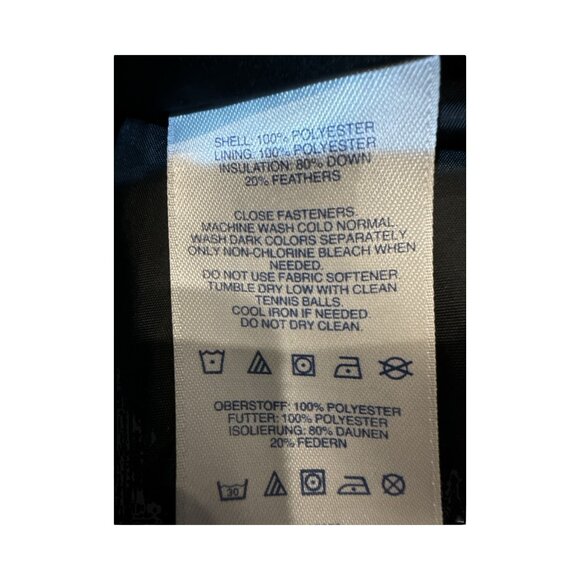 SHELL: 100% POLYESTER
LINING: 100% POLYESTER
INSULATION: 80% DOWN
20% FEATHERS
CLOSE FASTENERS.
MACHINE WASH COLD NORMAL
WASH DARK COLORS SEPARATELY
ONLY NON-CHLORINE BLEACH WHEN
NEEDED.
DO NOT USE FABRIC SOFTENER
TUMBLE DRY LOW WITH CLEAN
TENNIS BALLS.
COOL IRON IF NEEDED.
DO NOT DRY CLEAN.
OBERSTOFF: 100% POLYESTER
FUTTER: 100% POLYESTER
ISOLIERUNG: 80% DAUNEN
20% FEDERN
30